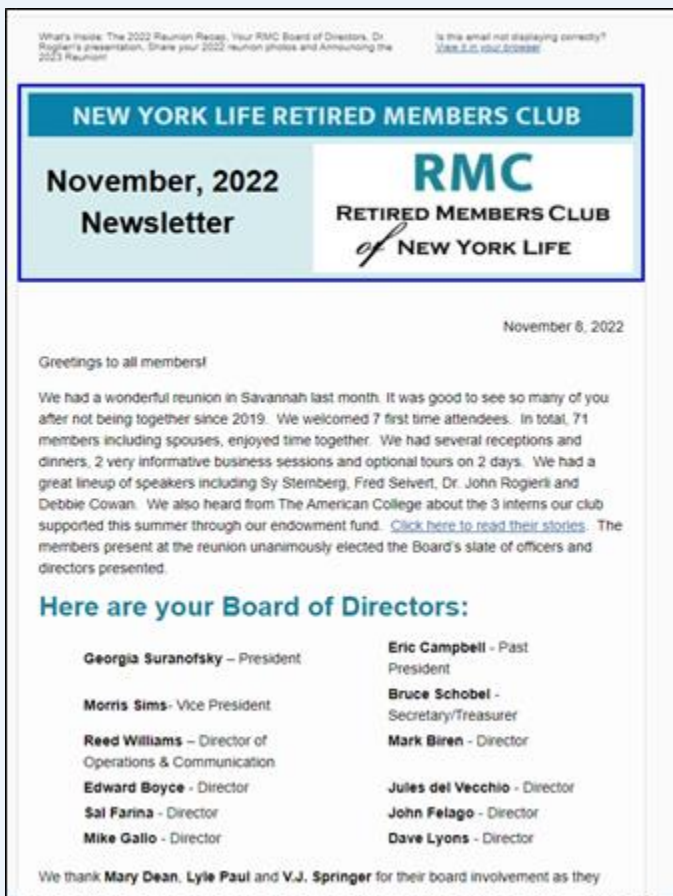 What's Inside: The 2022 Reunion Recap, Your RMC Board of Directors, Dr.
Roglieri's presentation, Share your 2022 reunion photos and Announcing the
2023 Reunion!
Is this email not displaying correctly?
View it in your browser
NEW YORK LIFE RETIRED MEMBERS CLUB
November, 2022
Newsletter
RMC
RETIRED MEMBERS CLUB
of NEW YORK LIFE
November 8, 2022
Greetings to all members!
We had a wonderful reunion in Savannah last month. It was good to see so many of you
after not being together since 2019. We welcomed 7 first time attendees. In total, 71
members including spouses, enjoyed time together. We had several receptions and
dinners, 2 very informative business sessions and optional tours on 2 days. We had a
great lineup of speakers including Sy Sternberg, Fred Seivert, Dr. John Rogierli and
Debbie Cowan. We also heard from The American College about the 3 interns our club
supported this summer through our endowment fund. Click here to read their stories. The
members present at the reunion unanimously elected the Board's slate of officers and
directors presented.
Here are your Board of Directors:
Georgia Suranofsky – President
Eric Campbell - Past
President
Morris Sims- Vice President
Bruce Schobel -
Secretary/Treasurer
Reed Williams – Director of
Operations & Communication
Mark Biren - Director
Edward Boyce - Director
Jules del Vecchio - Director
Sal Farina - Director
John Felago - Director
Mike Gallo - Director
Dave Lyons - Director
We thank Mary Dean, Lyle Paul and V.J. Springer for their board involvement as they